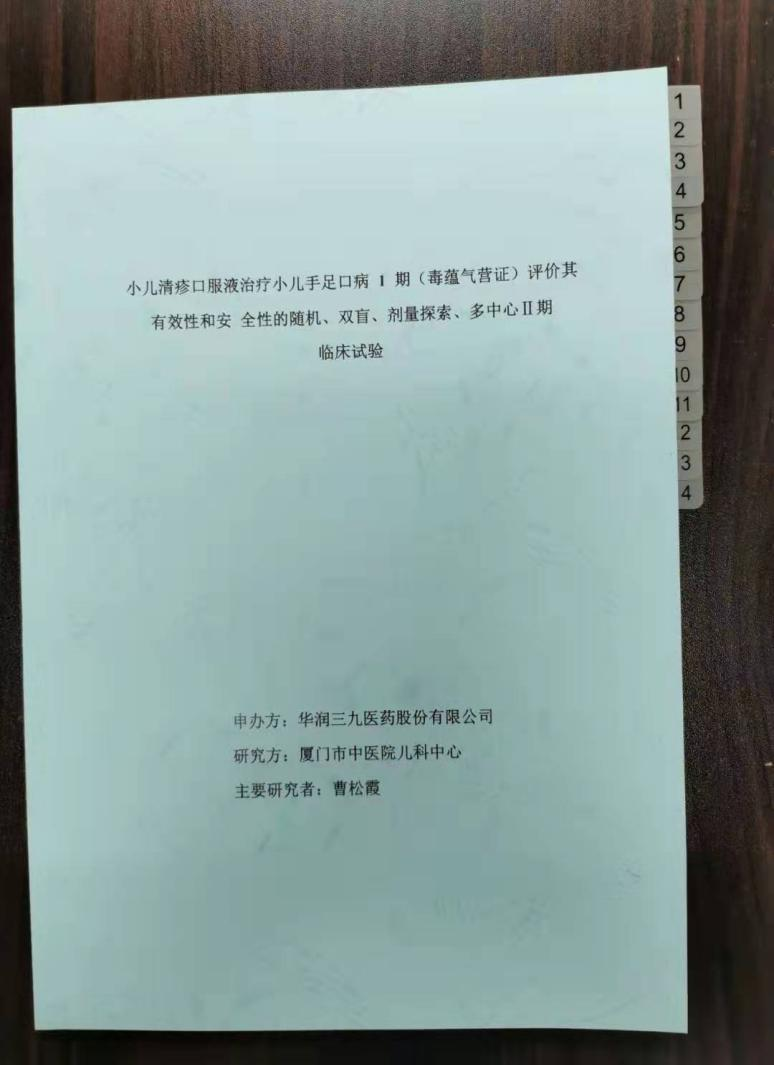 小儿清疹口服液治疗小儿手足口病 1 期（毒蕴气营证）评价其
有效性和安 全性的随机、双盲、剂量探索、多中心Ⅱ期
临床试验
申办方：华润三九医药股份有限公司
研究方：厦门市中医院儿科中心
主要研究者：曹松霞
1
2
3
4
5
6
7
8
9
10
11
2
3
4